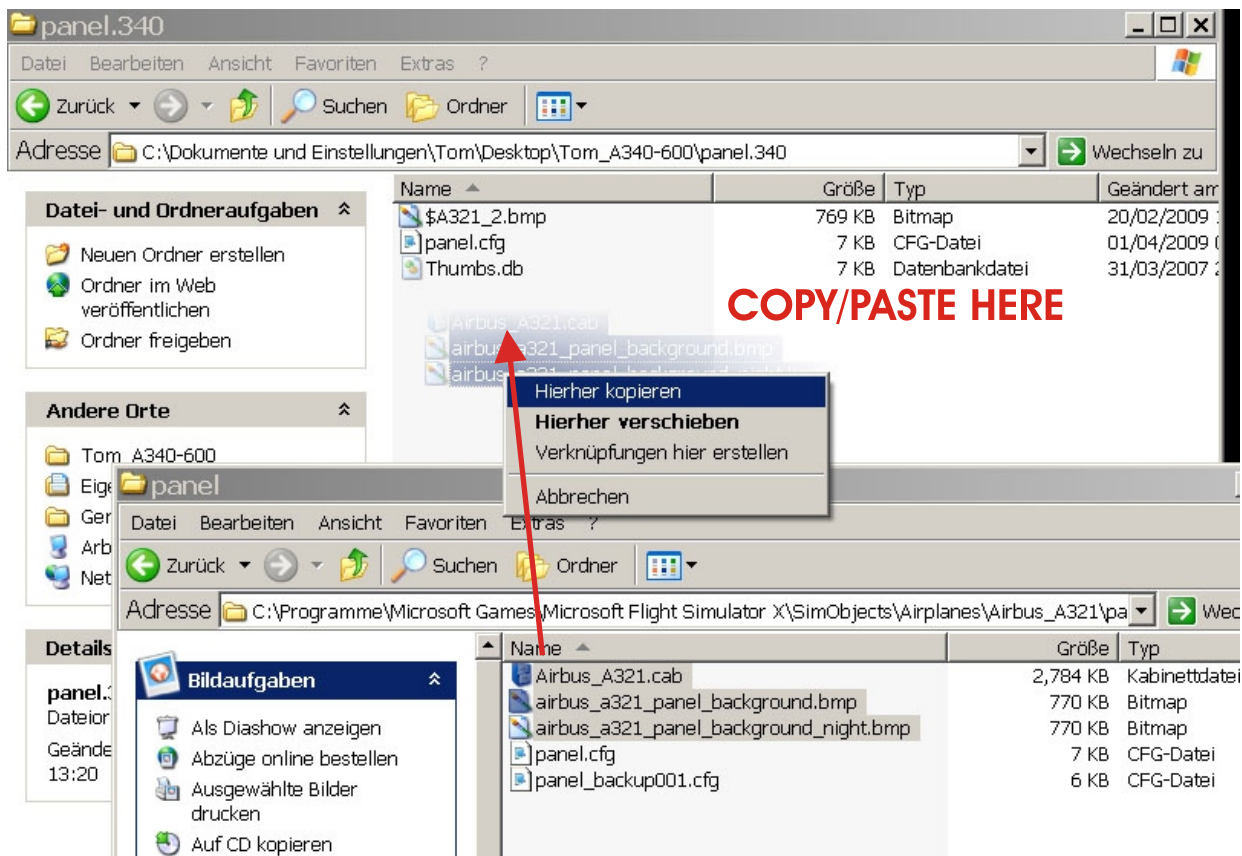 panel.340
Datei Bearbeiten Ansicht Favoriten Extras ?
Zurück Suchen Ordner
Adresse C:\Dokumente und Einstellungen\Tom\Desktop\Tom_A340-600\panel.340 Wechseln zu
Datei- und Ordneraufgaben
Neuen Ordner erstellen
Ordner im Web
veröffentlichen
Ordner freigeben
Andere Orte
Tom_A340-600
Name Größe Typ Geändert am
$A321_2.bmp 769 KB Bitmap 20/02/2009
panel.cfg 7 KB CFG-Datei 01/04/2009
Thumbs.db 7 KB Datenbankdatei 31/03/2007
COPY/PASTE HERE
Airbus_A321.cab
airbus_a321_panel_background.bmp
Hierher kopieren
Hierher verschieben
Verknüpfungen hier erstellen
Abbrechen
Details
13:20
panel
Datei Bearbeiten Ansicht Favoriten Extras ?
Zurück Suchen Ordner
Adresse C:\Programme\Microsoft Games\Microsoft Flight Simulator X\SimObjects\Airplanes\Airbus_A321\pa Wec
Bildaufgaben
Als Diashow anzeigen
Abzüge online bestellen
Ausgewählte Bilder
drucken
Auf CD kopieren
Name Größe Typ
Airbus_A321.cab 2,784 KB Kabinettdatei
airbus_a321_panel_background.bmp 770 KB Bitmap
airbus_a321_panel_background_night.bmp 770 KB Bitmap
panel.cfg 7 KB CFG-Datei
panel_backup001.cfg 6 KB CFG-Datei